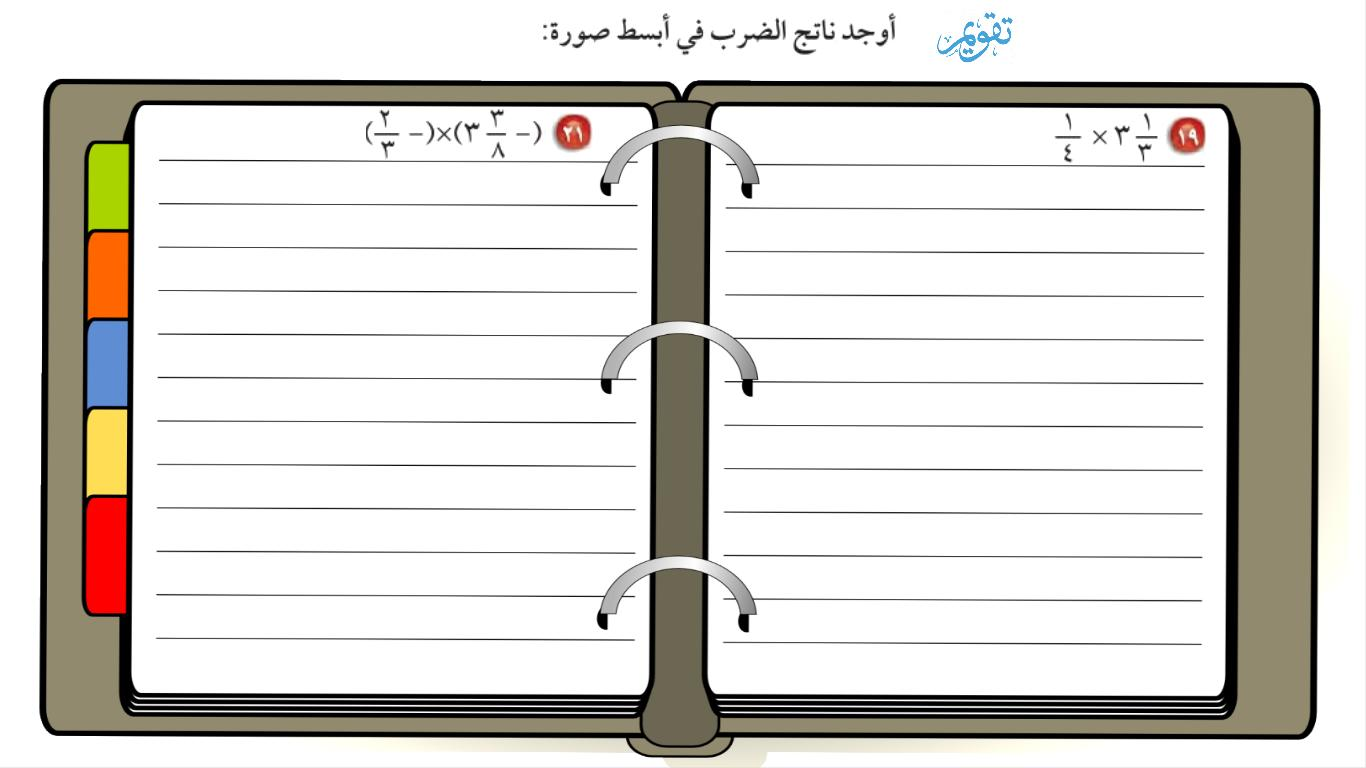 تقويم أوجد ناتج الضرب في أبسط صورة:
١٩ ٣ ١/٣ × ١/٤
٢١ (- ٣ ٣/٨)×(- ٢/٣)